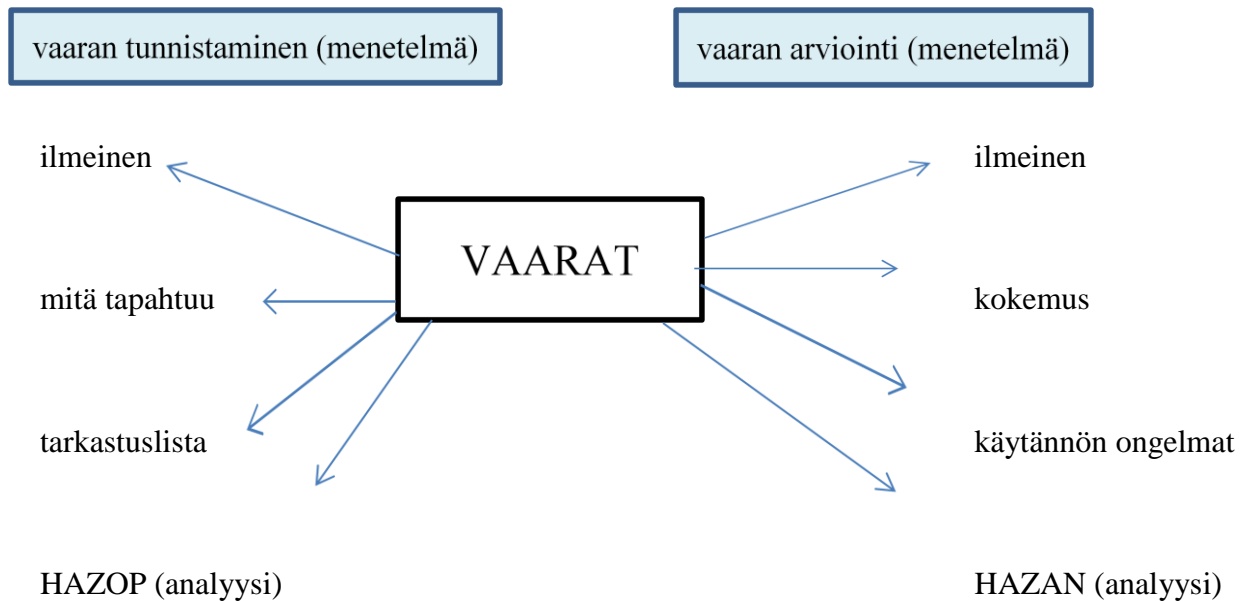 vaaran tunnistaminen (menetelmä)
vaaran arviointi (menetelmä)
ilmeinen
ilmeinen
VAARAT
mitä tapahtuu
kokemus
tarkastuslista
käytännön ongelmat
HAZOP (analyysi)
HAZAN (analyysi)